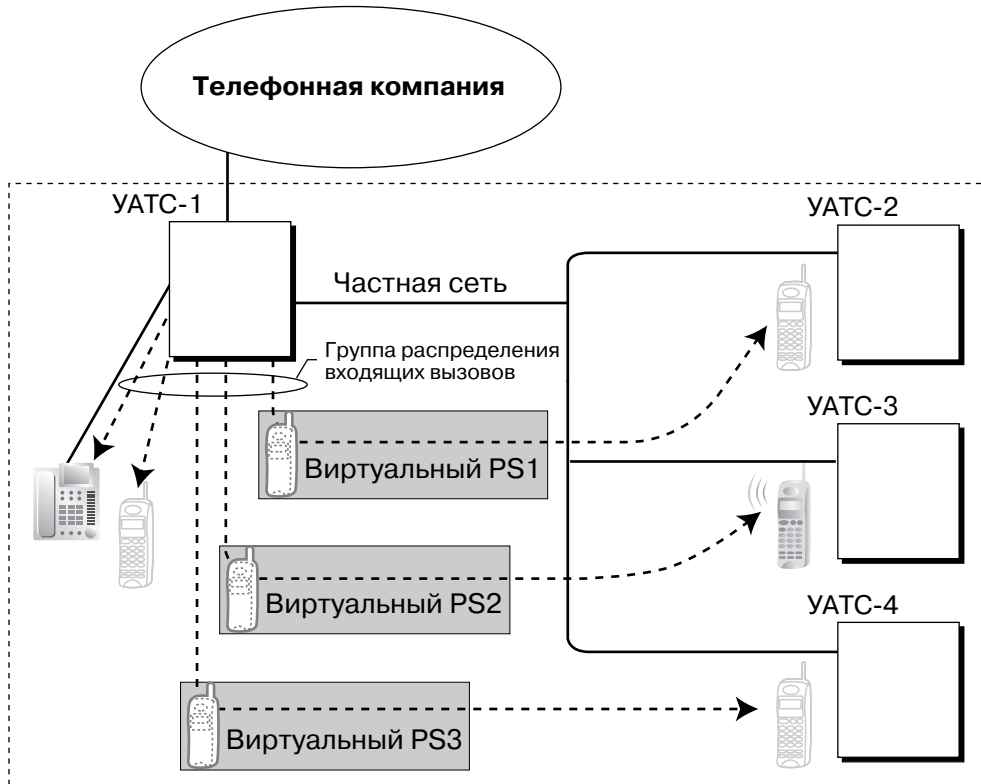 Телефонная компания
УАТС-1
УАТС-2
Частная сеть
Группа распределения
входящих вызовов
УАТС-3
Виртуальный PS1
Виртуальный PS2
УАТС-4
Виртуальный PS3